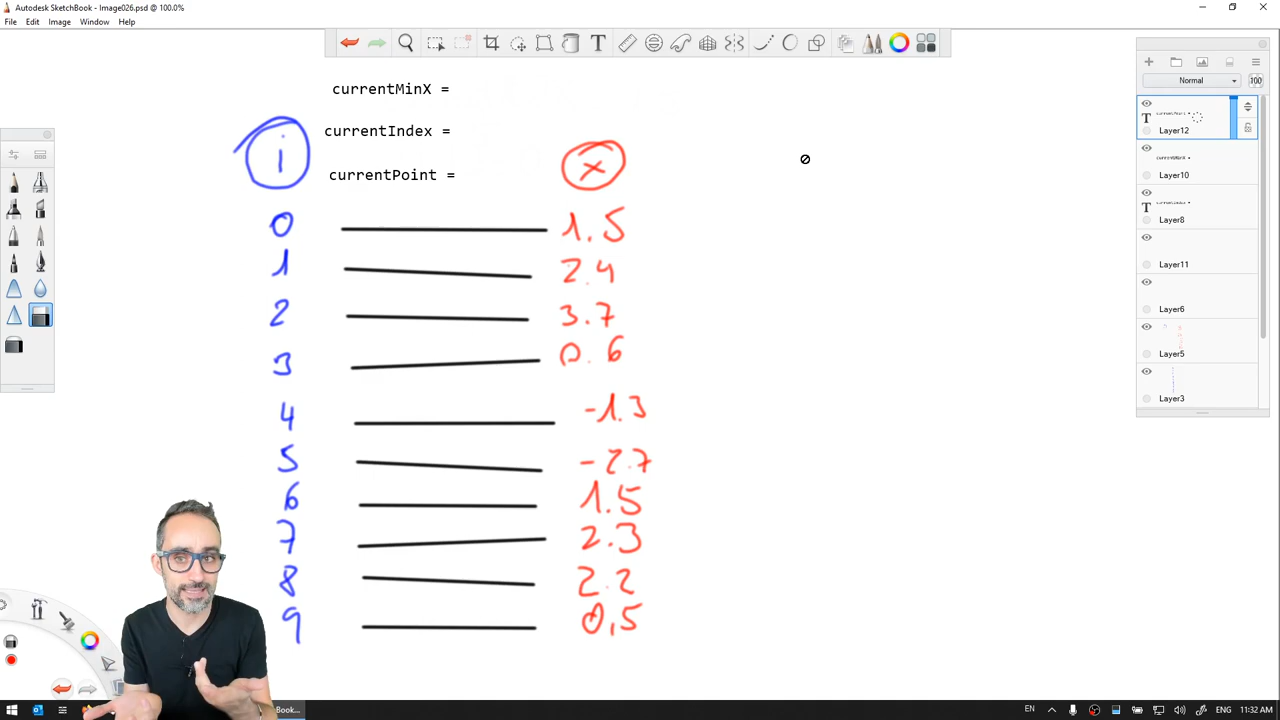 Autodesk SketchBook - Image026.psd @ 100.0%
File Edit Image Window Help
currentMinX =
currentIndex =
currentPoint =
i x
0 1.5
1 2.4
2 3.7
3 0.6
4 -1.3
5 -2.7
6 1.5
7 2.3
8 2.2
9 0,5
Normal 100
Layer12
currentMinX =
Layer10
Layer8
Layer11
Layer6
Layer5
Layer3
Book...
EN 11:32 AM